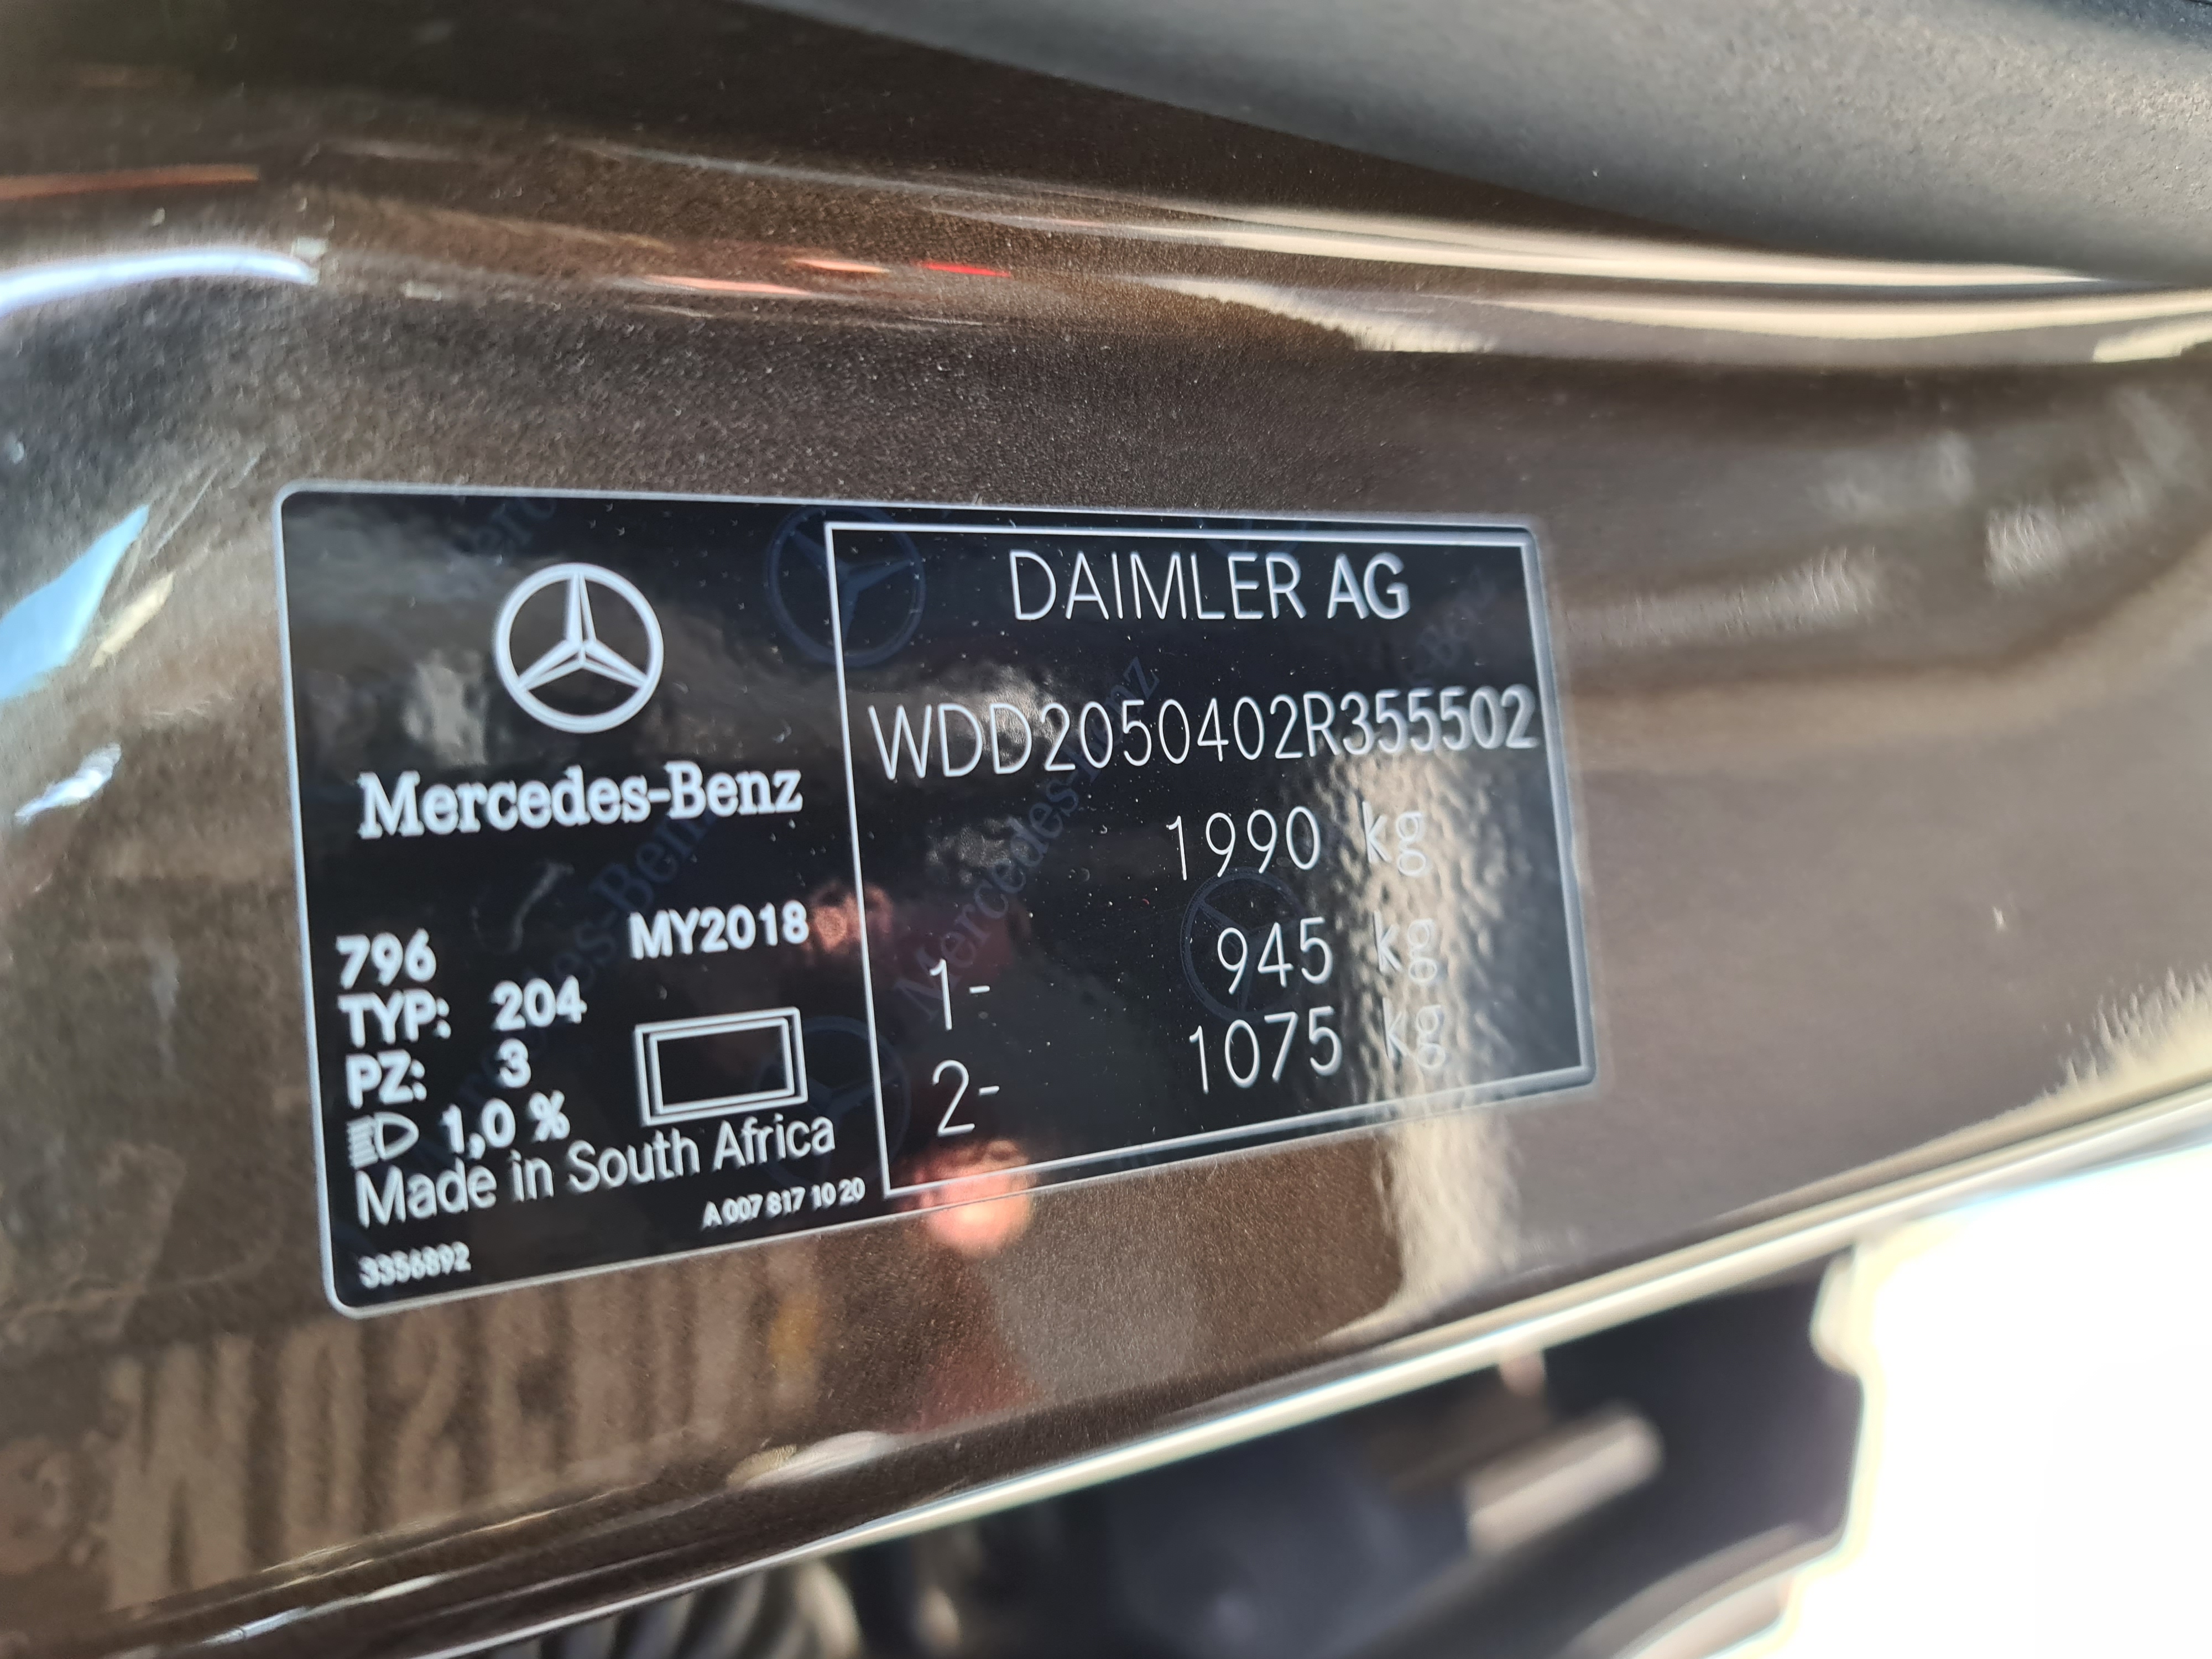 Mercedes-Benz
796 MY2018
TYP: 204
PZ: 3
1,0 %
Made in South Africa
A 007 817 10 20
3356892
DAIMLER AG
WDD2050402R355502
1990 kg
1- 945 kg
2- 1075 kg